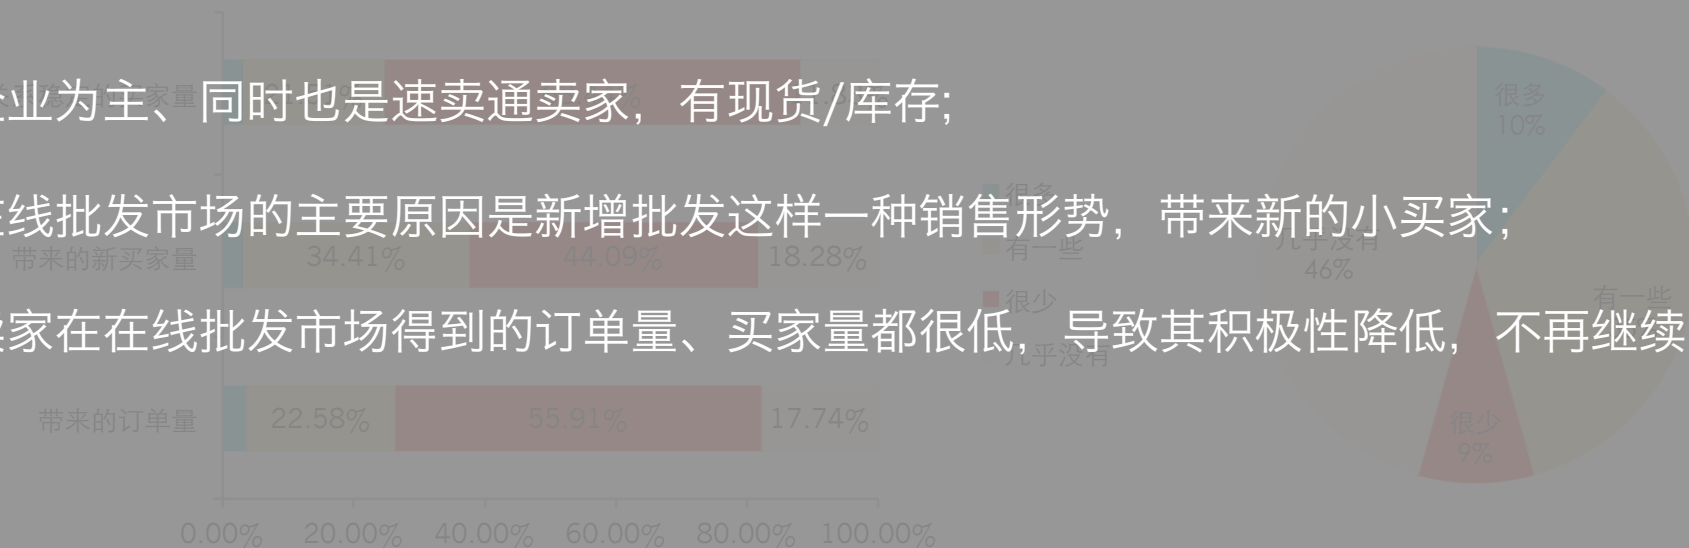 业为主、同时也是速卖通卖家，有现货/库存;
很多
10%
线批发市场的主要原因是新增批发这样一种销售形势，带来新的小买家；
很多
带来的新买家量 34.41% 44.09% 18.28%
有一些
几乎没有
46%
很少
有一些
家在在线批发市场得到的订单量、买家量都很低，导致其积极性降低，不再继续
几乎没有
带来的订单量 22.58% 55.91% 17.74%
很少
9%
0.00% 20.00% 40.00% 60.00% 80.00% 100.00%